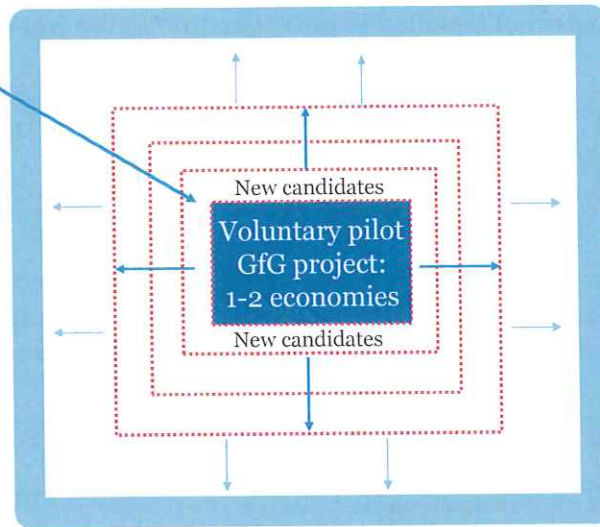 New candidates
Voluntary pilot
GfG project:
1-2 economies
New candidates